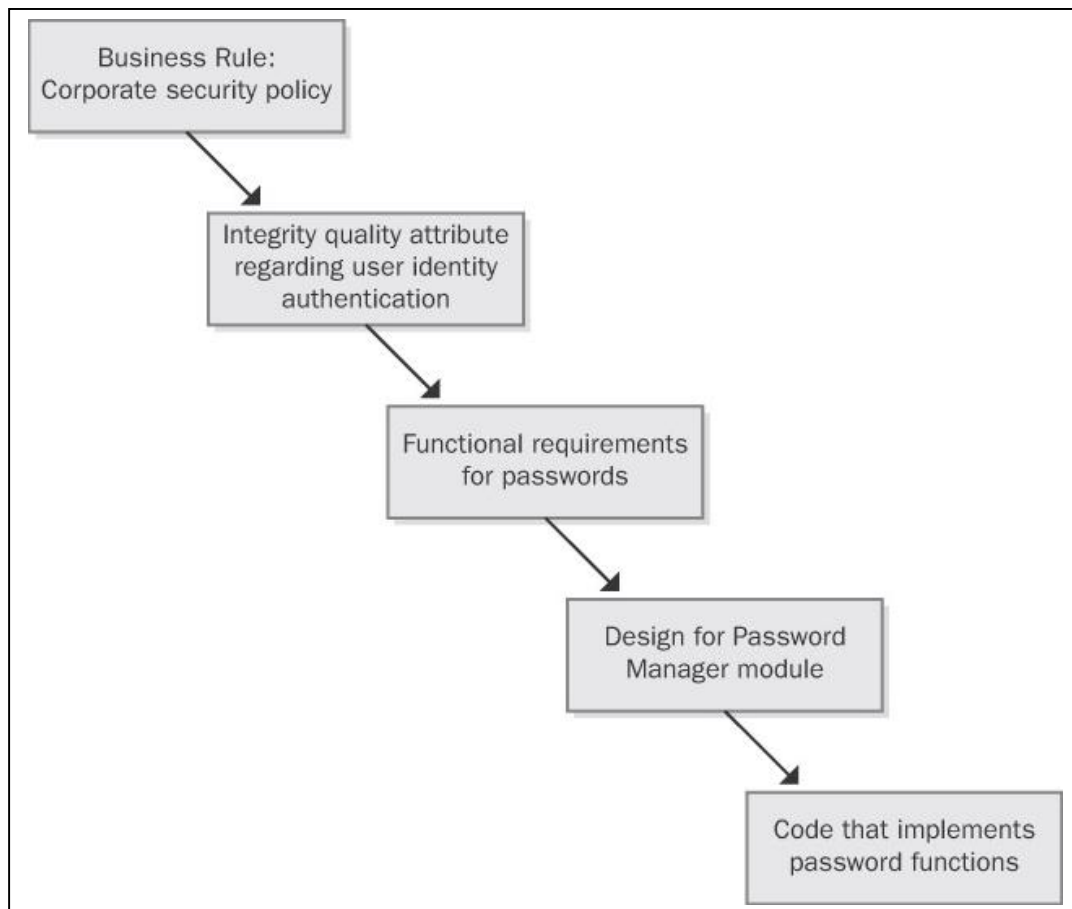 Business Rule:
Corporate security policy
Integrity quality attribute
regarding user identity
authentication
Functional requirements
for passwords
Design for Password
Manager module
Code that implements
password functions